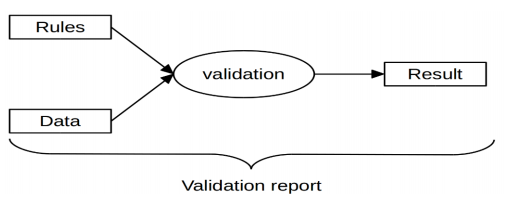 Rules
validation
Result
Data
Validation report